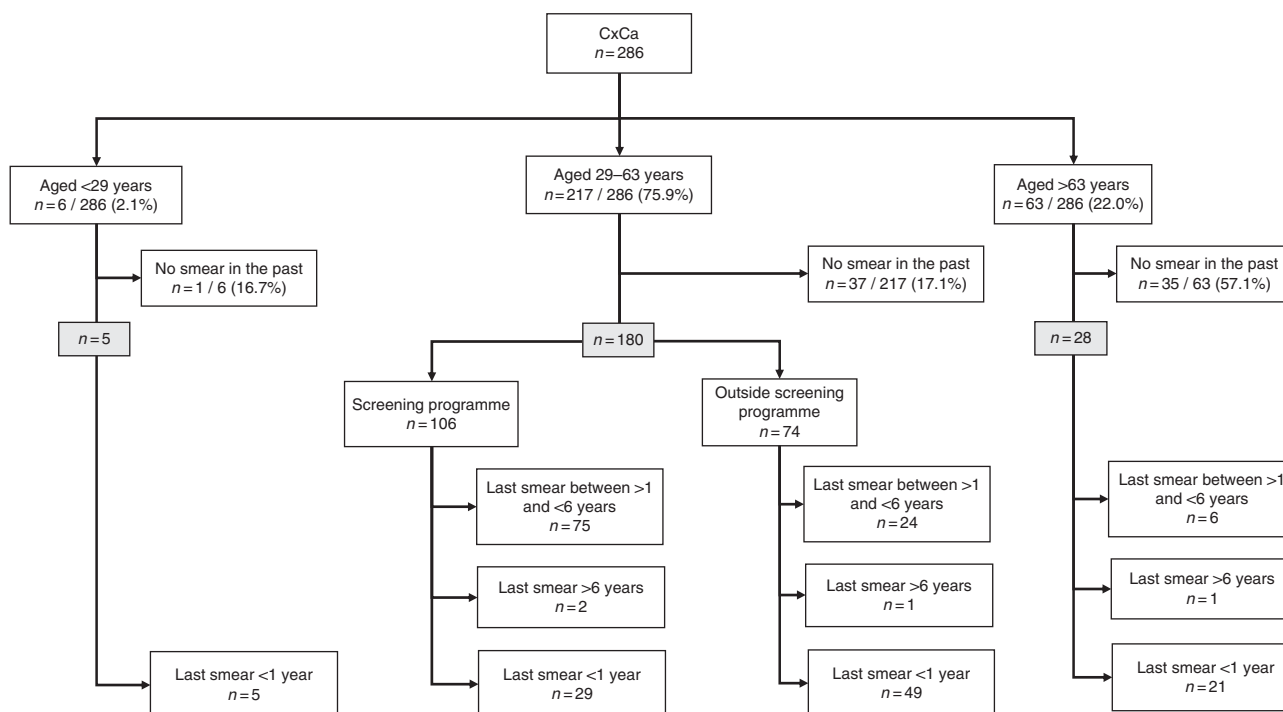 CxCa
n=286
Aged <29 years
n=6 / 286 (2.1%)
Aged 29–63 years
n=217 / 286 (75.9%)
Aged >63 years
n=63 / 286 (22.0%)
No smear in the past
n=1 / 6 (16.7%)
No smear in the past
n=37 / 217 (17.1%)
No smear in the past
n=35 / 63 (57.1%)
n=5
n=180
n=28
Screening programme
n=106
Outside screening
programme
n=74
Last smear between >1
and <6 years
n=75
Last smear between >1
and <6 years
n=24
Last smear between >1
and <6 years
n=6
Last smear >6 years
n=2
Last smear >6 years
n=1
Last smear >6 years
n=1
Last smear <1 year
n=5
Last smear <1 year
n=29
Last smear <1 year
n=49
Last smear <1 year
n=21